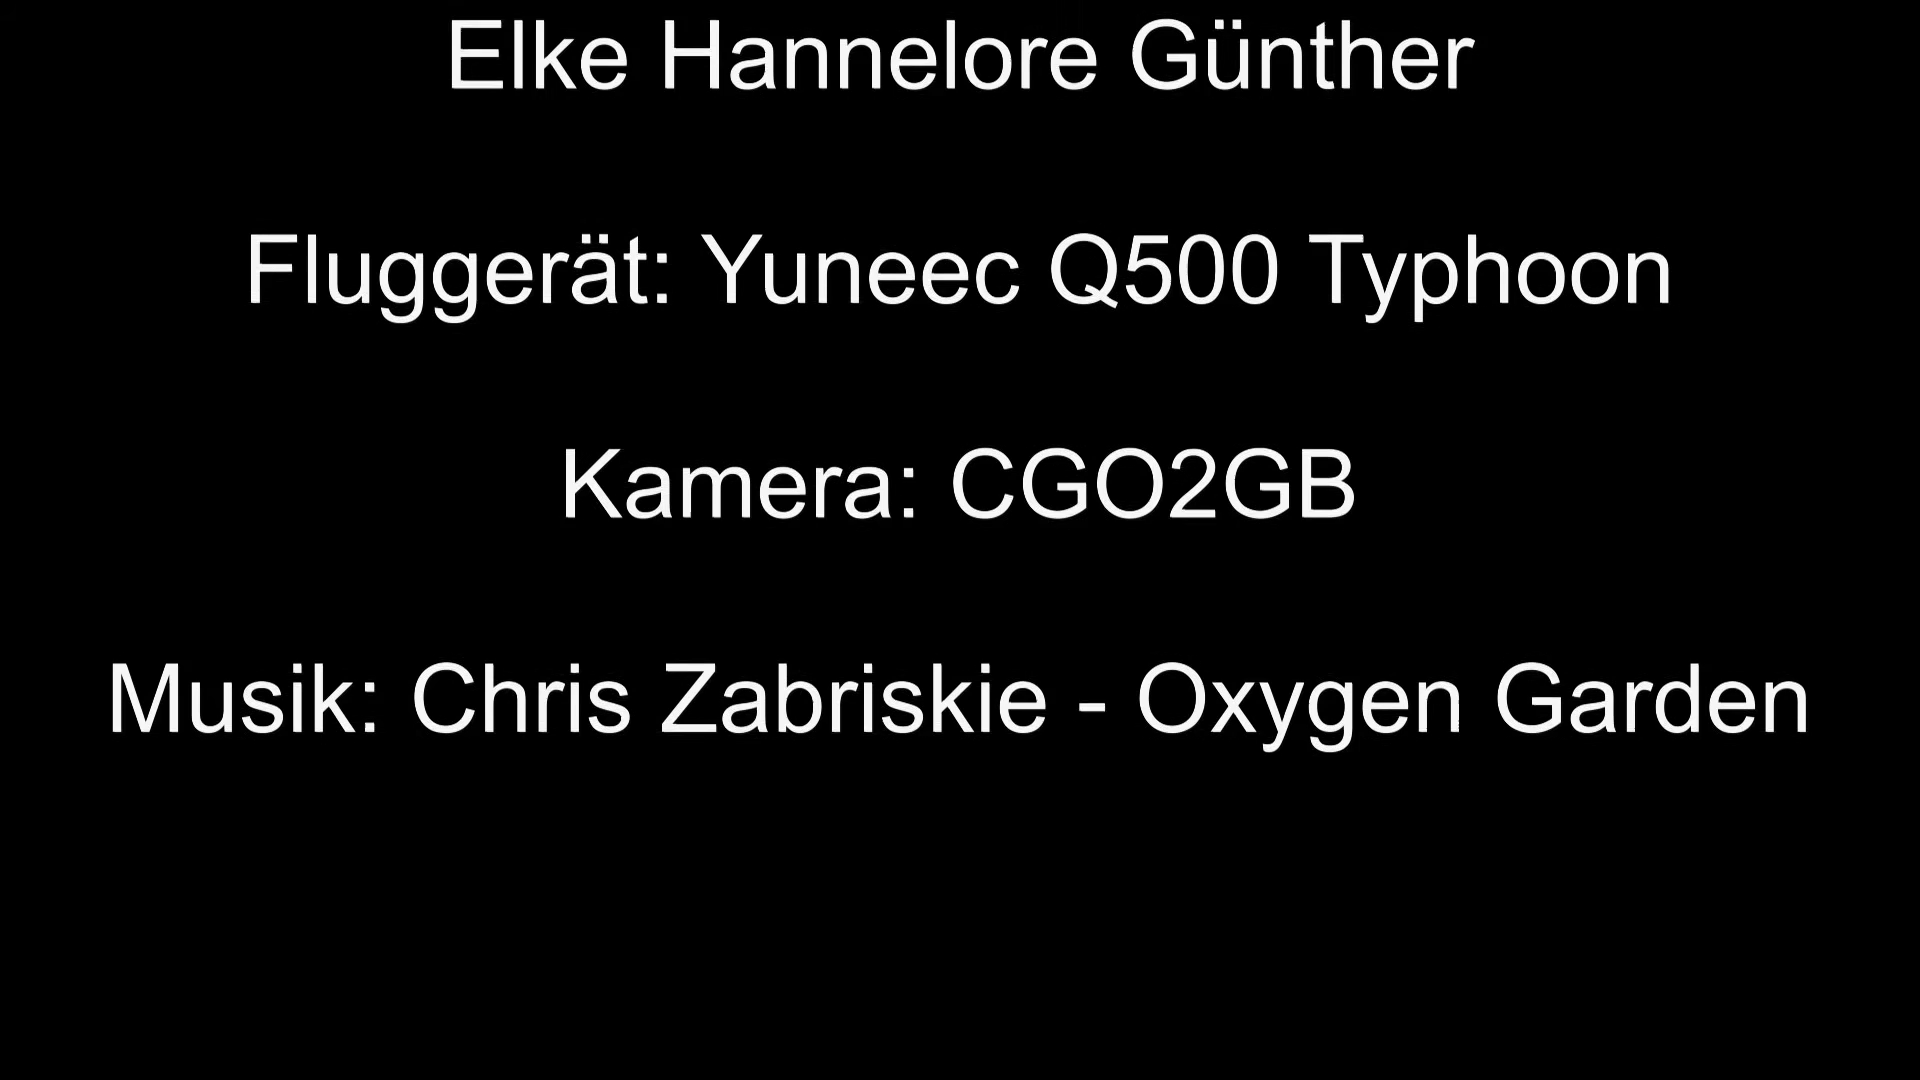 Elke Hannelore Günther
Fluggerät: Yuneec Q500 Typhoon
Kamera: CGO2GB
Musik: Chris Zabriskie - Oxygen Garden